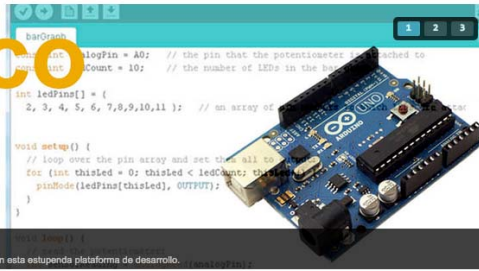 barGraph
1 2 3
co
const int analogPin = A0; // the pin that the potentiometer is attached to
const int ledCount = 10; // the number of LEDs in the bar
int ledPins[] = {
2, 3, 4, 5, 6, 7,8,9,10,11 }; // an array of
void setup() {
// loop over the pin array and set them all to output
for (int thisLed = 0; thisLed < ledCount;
pinMode(ledPins[thisLed], OUTPUT);
}
}
void loop() {
(analogPin);
UNO
ARDUINO
n esta estupenda plataforma de desarrollo.